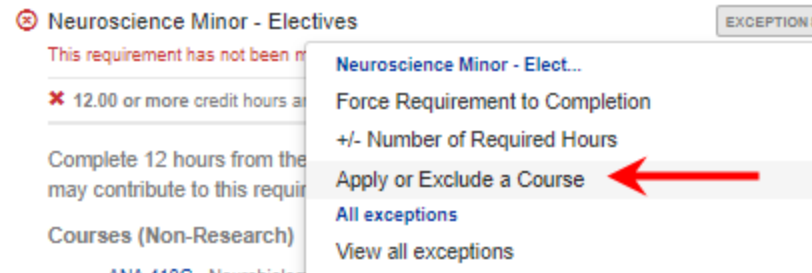 Neuroscience Minor - Electives
EXCEPTION
This requirement has not been
Neuroscience Minor - Elect...
12.00 or more credit hours
Force Requirement to Completion
+/- Number of Required Hours
Complete 12 hours from the
Apply or Exclude a Course
may contribute to this
All exceptions
Courses (Non-Research)
View all exceptions